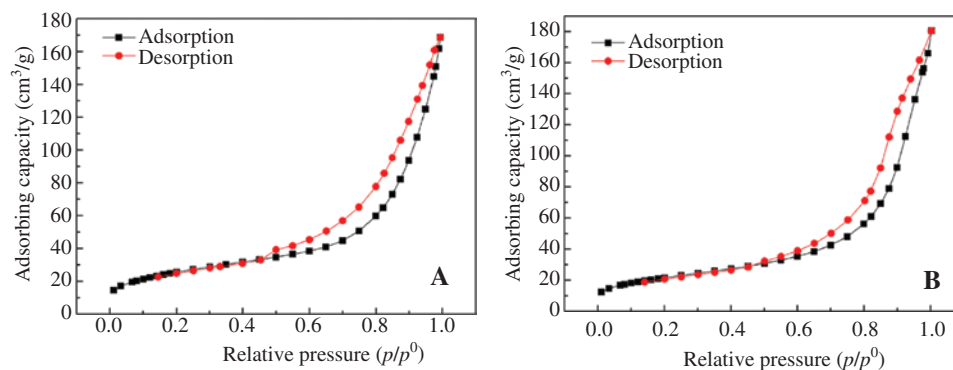 180
160
140
120
100
80
60
40
20
0
Adsorbing capacity (cm³/g)
Adsorption
Desorption
A
0.0 0.2 0.4 0.6 0.8 1.0
Relative pressure (p/p⁰)
180
160
140
120
100
80
60
40
20
0
Adsorbing capacity (cm³/g)
Adsorption
Desorption
B
0.0 0.2 0.4 0.6 0.8 1.0
Relative pressure (p/p⁰)